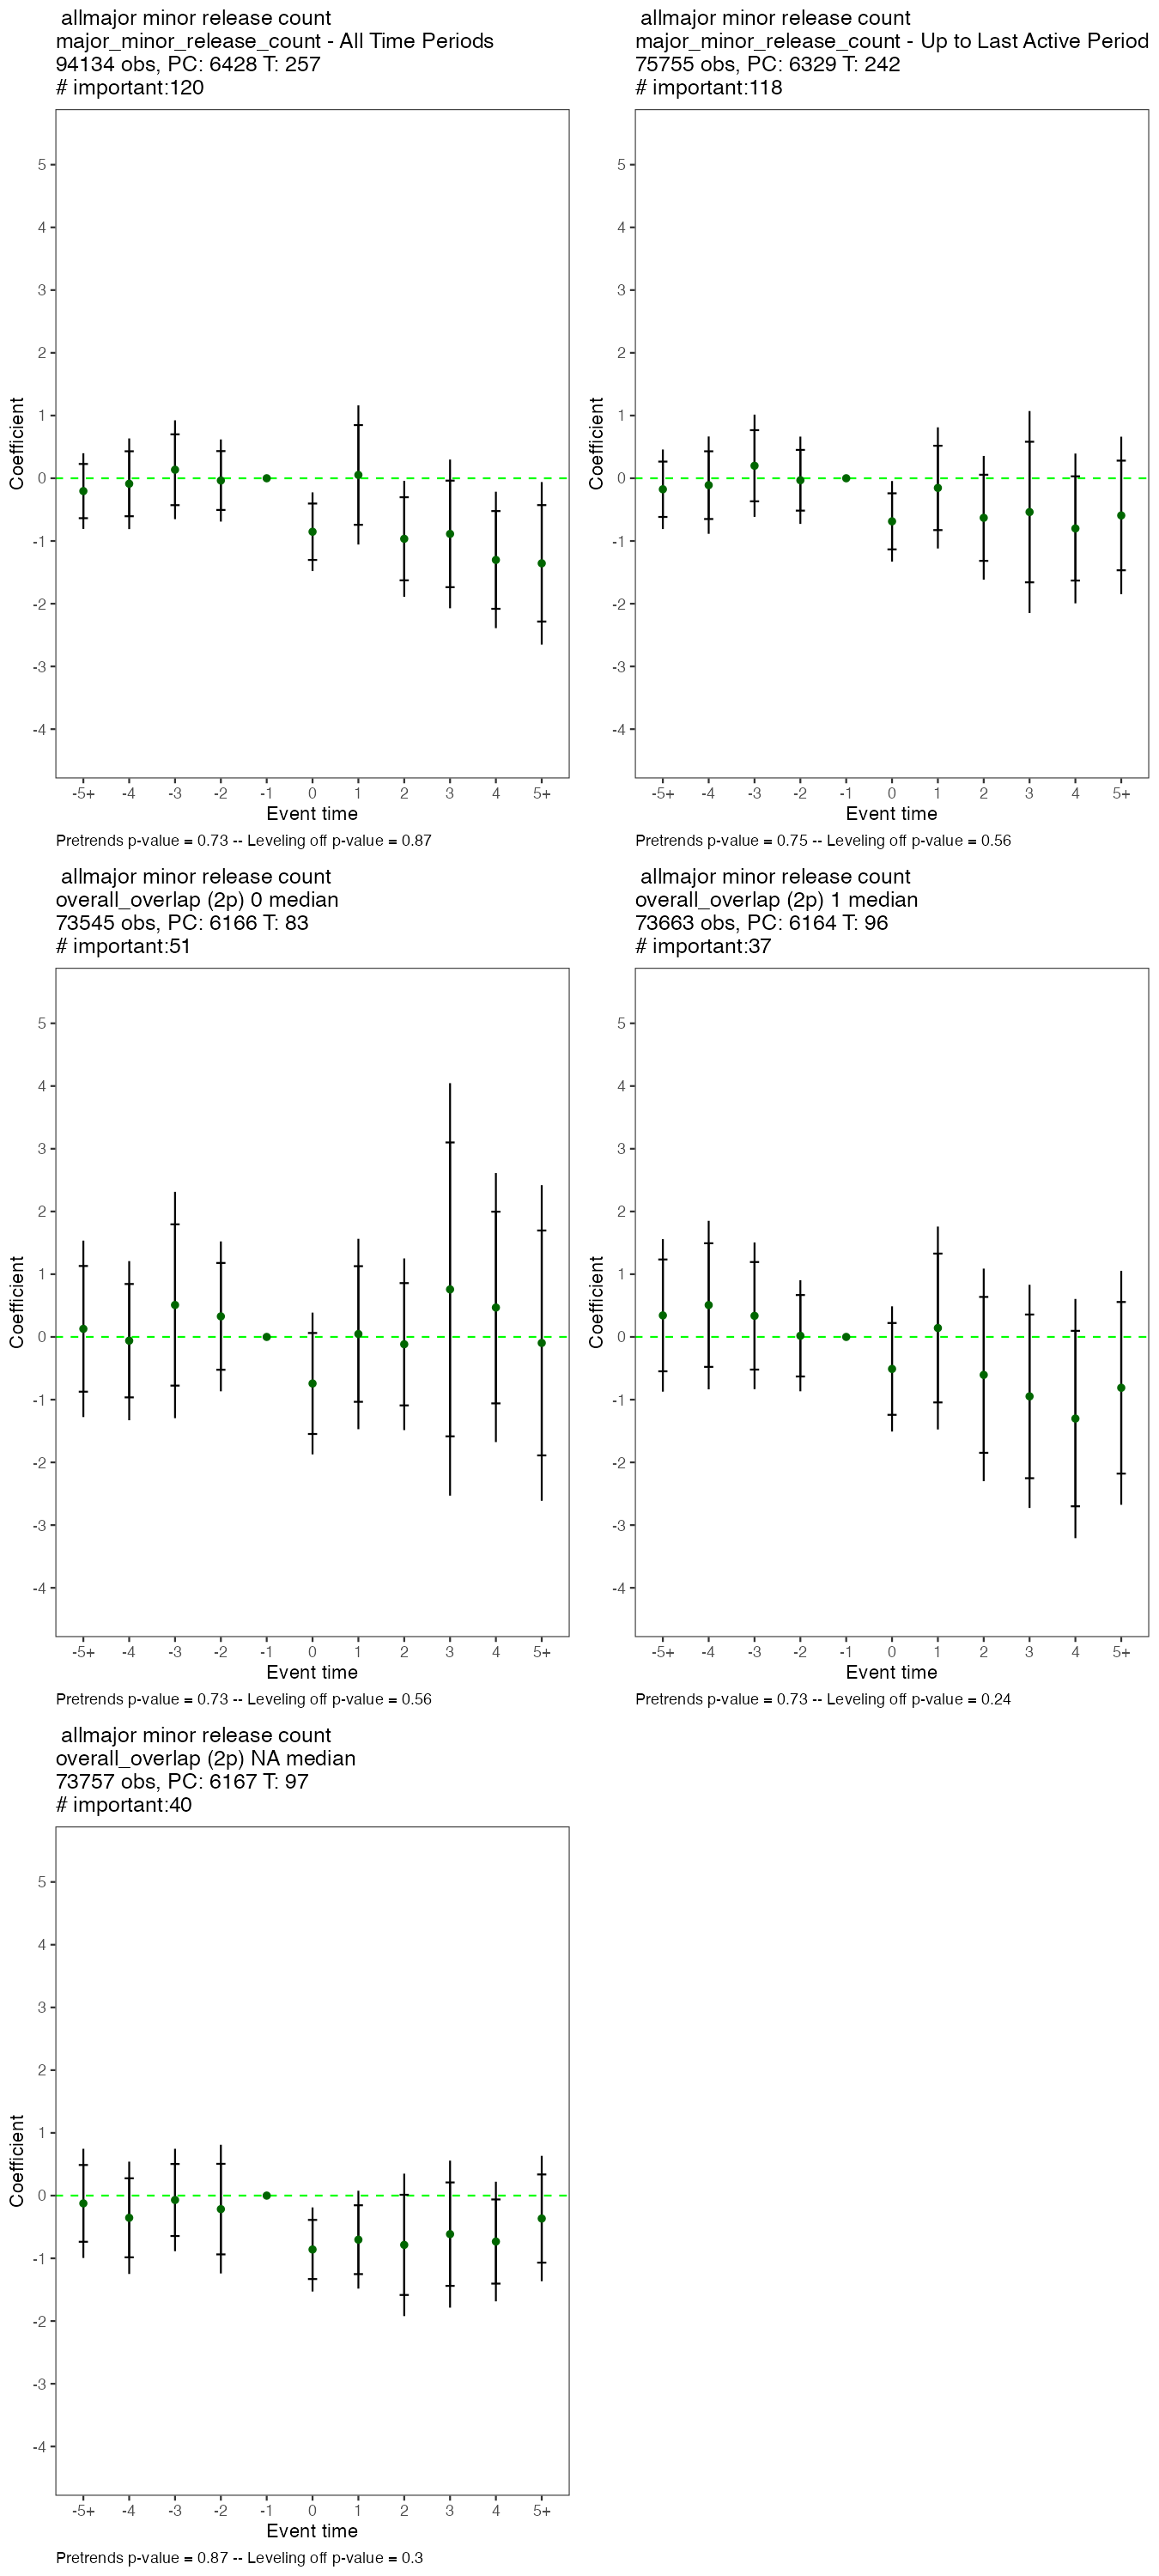 allmajor minor release count
major_minor_release_count - All Time Periods
94134 obs, PC: 6428 T: 257
# important:120
5
4
3
2
1
0
-1
-2
-3
-4
Coefficient
-5+ -4 -3 -2 -1 0 1 2 3 4 5+
Event time
Pretrends p-value = 0.73 -- Leveling off p-value = 0.87
allmajor minor release count
major_minor_release_count - Up to Last Active Period
75755 obs, PC: 6329 T: 242
# important:118
5
4
3
2
1
0
-1
-2
-3
-4
Coefficient
-5+ -4 -3 -2 -1 0 1 2 3 4 5+
Event time
Pretrends p-value = 0.75 -- Leveling off p-value = 0.56
allmajor minor release count
overall_overlap (2p) 0 median
73545 obs, PC: 6166 T: 83
# important:51
5
4
3
2
1
0
-1
-2
-3
-4
Coefficient
-5+ -4 -3 -2 -1 0 1 2 3 4 5+
Event time
Pretrends p-value = 0.73 -- Leveling off p-value = 0.56
allmajor minor release count
overall_overlap (2p) 1 median
73663 obs, PC: 6164 T: 96
# important:37
5
4
3
2
1
0
-1
-2
-3
-4
Coefficient
-5+ -4 -3 -2 -1 0 1 2 3 4 5+
Event time
Pretrends p-value = 0.73 -- Leveling off p-value = 0.24
allmajor minor release count
overall_overlap (2p) NA median
73757 obs, PC: 6167 T: 97
# important:40
5
4
3
2
1
0
-1
-2
-3
-4
Coefficient
-5+ -4 -3 -2 -1 0 1 2 3 4 5+
Event time
Pretrends p-value = 0.87 -- Leveling off p-value = 0.3